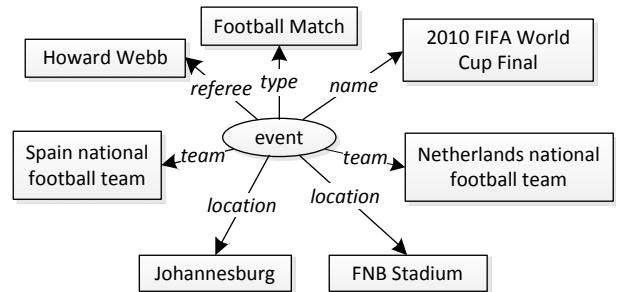 Football Match
Howard Webb
2010 FIFA World
Cup Final
referee
type
name
event
Spain national
football team
team
team
Netherlands national
football team
location
location
Johannesburg
FNB Stadium